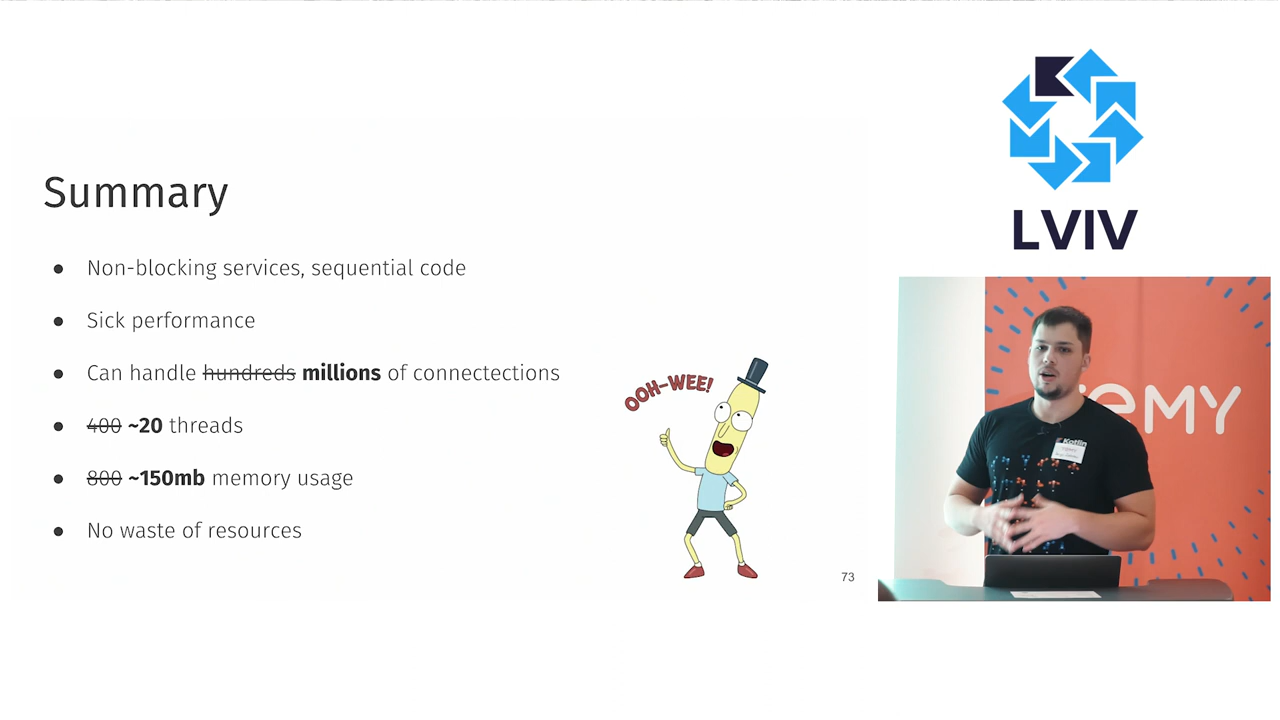 Summary
● Non-blocking services, sequential code
● Sick performance
● Can handle hundreds millions of connectections
● 400 ~20 threads
● 800 ~150mb memory usage
● No waste of resources
OOH-WEE!
73
LVIV
eMY
Kotlin